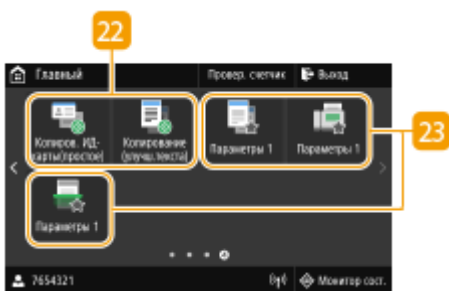 22
Главный Провер. счетчик Выход
Копиров. ИД-карты(простое) Копирование (улучш.текста) Параметры 1 Параметры 1
23
Параметры 1
7654321 Монитор сост.